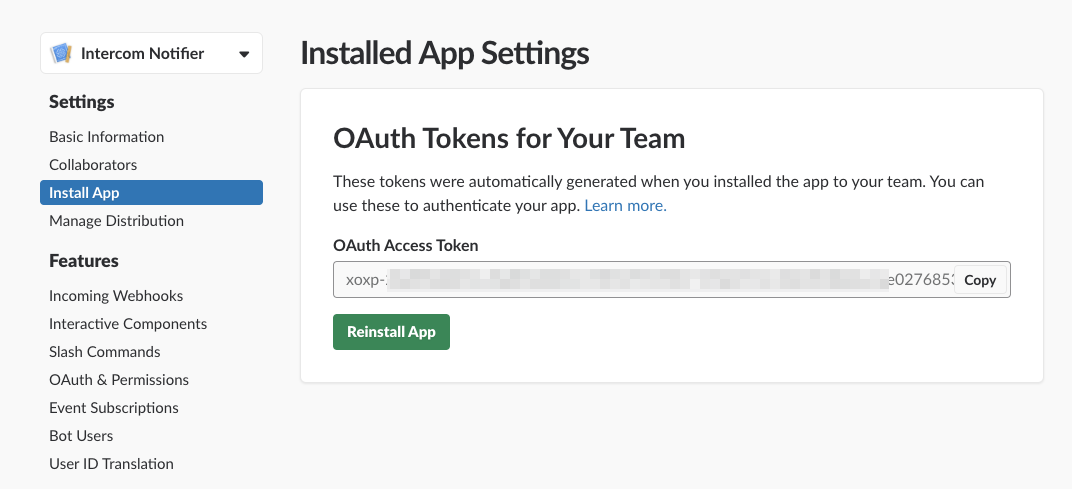 Intercom Notifier
Settings
Basic Information
Collaborators
Install App
Manage Distribution
Features
Incoming Webhooks
Interactive Components
Slash Commands
OAuth & Permissions
Event Subscriptions
Bot Users
User ID Translation
Installed App Settings
OAuth Tokens for Your Team
These tokens were automatically generated when you installed the app to your team. You can
use these to authenticate your app. Learn more.
OAuth Access Token
xoxp- e027685 Copy
Reinstall App